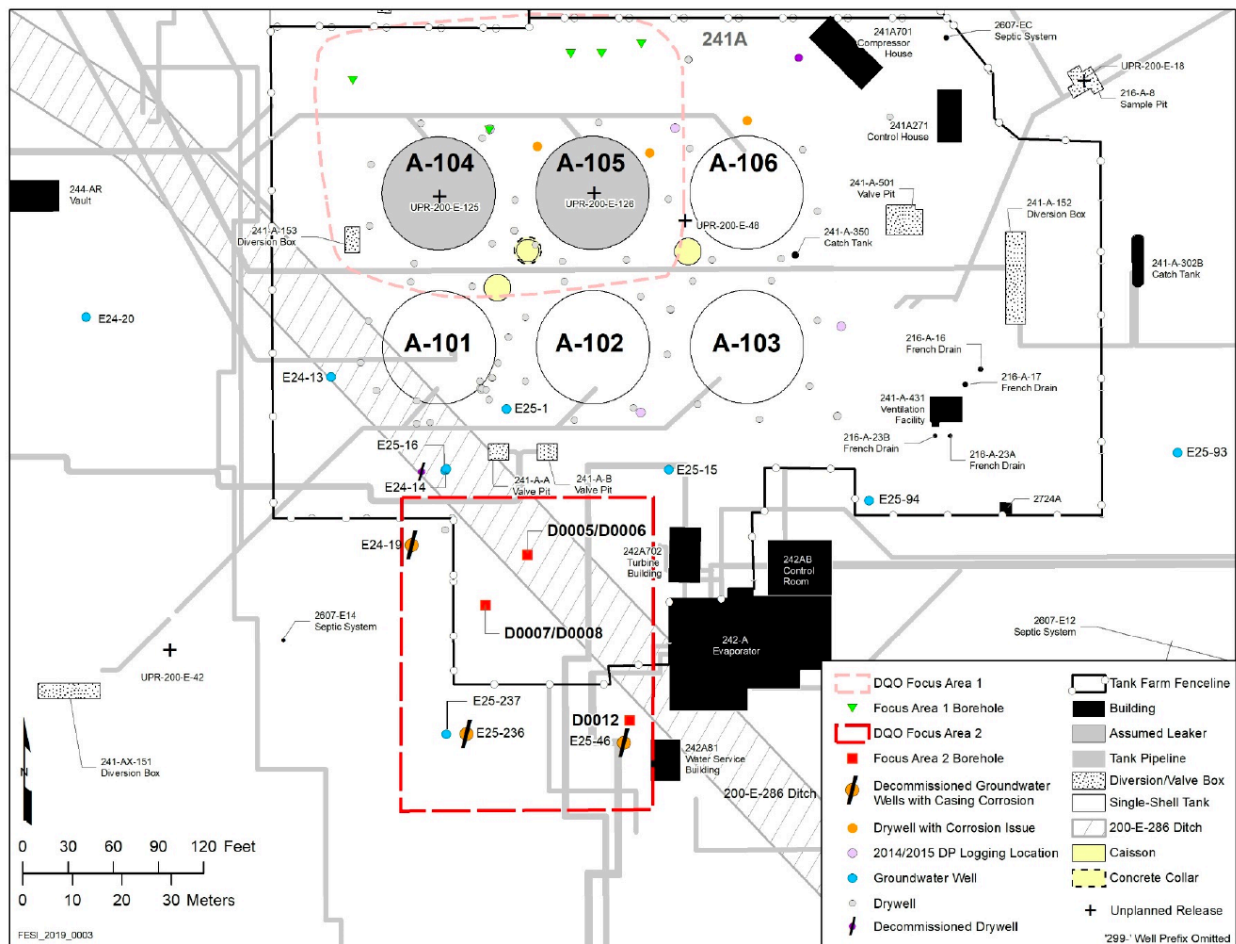 241A
241A701
Compressor
House
2607-EC
Septic System
UPR-200-E-18
216-A-8
Sample Pit
241A271
Control House
244-AR
Vault
A-104
UPR-200-E-125
A-105
UPR-200-E-126
A-106
UPR-200-E-48
241-A-501
Valve Pit
241-A-152
Diversion Box
241-A-153
Diversion Box
241-A-350
Catch Tank
241-A-302B
Catch Tank
E24-20
A-101
A-102
A-103
E24-13
E25-1
216-A-16
French Drain
216-A-17
French Drain
241-A-431
Ventilation
Facility
216-A-23B
French Drain
216-A-23A
French Drain
E25-93
E25-16
E24-14
241-A-A
Valve Pit
241-A-B
Valve Pit
E25-15
E25-94
2724A
E24-19
D0005/D0006
242A702
Turbine
Building
242AB
Control
Room
D0007/D0008
2607-E14
Septic System
242-A
Evaporator
2607-E12
Septic System
UPR-200-E-42
E25-237
E25-236
D0012
E25-46
242A81
Water Service
Building
241-AX-151
Diversion Box
200-E-286 Ditch
N
0 30 60 90 120 Feet
0 10 20 30 Meters
FESI_2019_0003
DQO Focus Area 1
Focus Area 1 Borehole
DQO Focus Area 2
Focus Area 2 Borehole
Decommissioned Groundwater
Wells with Casing Corrosion
Drywell with Corrosion Issue
2014/2015 DP Logging Location
Groundwater Well
Drywell
Decommissioned Drywell
Tank Farm Fenceline
Building
Assumed Leaker
Tank Pipeline
Diversion/Valve Box
Single-Shell Tank
200-E-286 Ditch
Caisson
Concrete Collar
Unplanned Release
'299-' Well Prefix Omitted